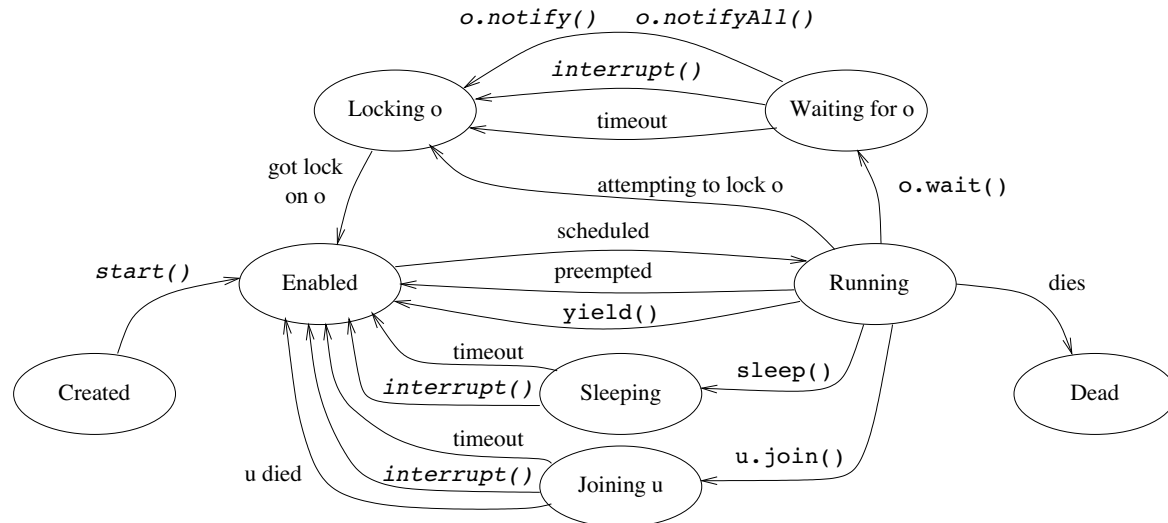 o.notify() o.notifyAll()
interrupt()
Locking o
Waiting for o
timeout
got lock
on o
attempting to lock o
o.wait()
scheduled
start()
Enabled
preempted
Running
dies
yield()
timeout
sleep()
Created
interrupt()
Sleeping
Dead
timeout
u.join()
u died
interrupt()
Joining u